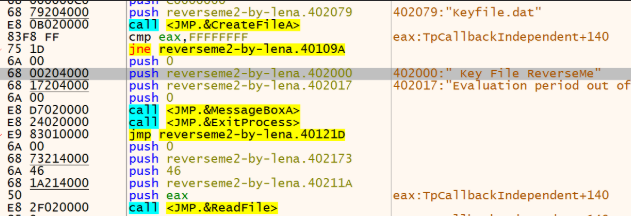 68 79204000 push reverseme2-by-lena.402079 402079:"Keyfile.dat"
E8 0B020000 call <JMP.&CreateFileA>
83F8 FF cmp eax,FFFFFFFF eax:TpCallbackIndependent+140
75 1D jne reverseme2-by-lena.40109A
6A 00 push 0
68 00204000 push reverseme2-by-lena.402000 402000:" Key File ReverseMe"
68 17204000 push reverseme2-by-lena.402017 402017:"Evaluation period out of
6A 00 push 0
E8 D7020000 call <JMP.&MessageBoxA>
E8 24020000 call <JMP.&ExitProcess>
E9 83010000 jmp reverseme2-by-lena.40121D
6A 00 push 0
68 73214000 push reverseme2-by-lena.402173
6A 46 push 46
68 1A214000 push reverseme2-by-lena.40211A
50 push eax eax:TpCallbackIndependent+140
E8 2F020000 call <JMP.&ReadFile>